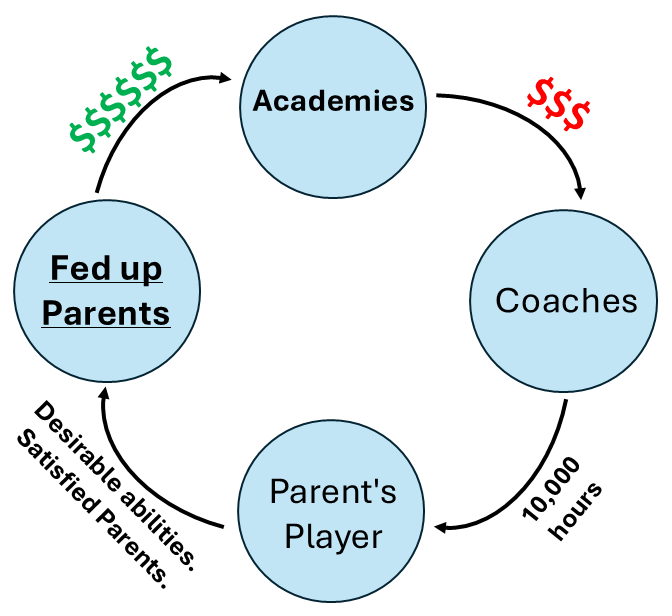 $$$$$$
Academies
$$$
Fed up
Parents
Coaches
Desirable abilities.
Satisfied Parents.
Parent's
Player
10,000
hours